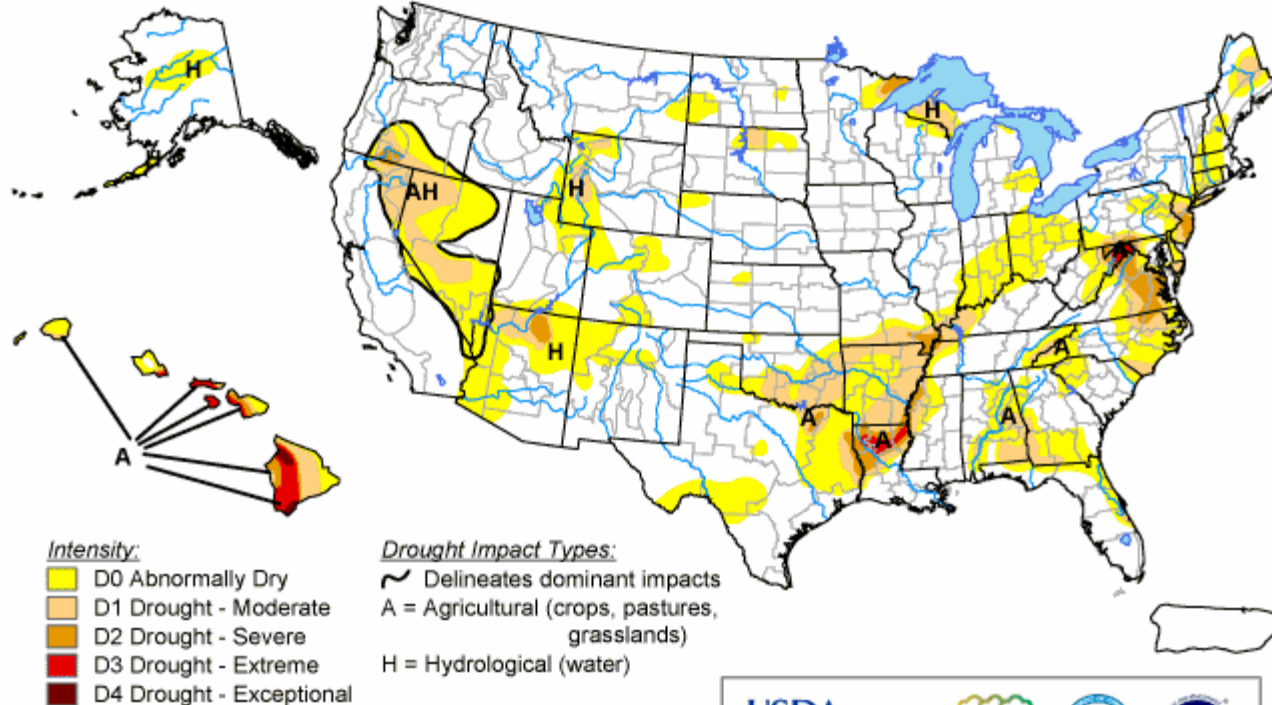 H
H
AH
H
H
A
A
A
A
A
Intensity:
D0 Abnormally Dry
D1 Drought - Moderate
D2 Drought - Severe
D3 Drought - Extreme
D4 Drought - Exceptional
Drought Impact Types:
Delineates dominant impacts
A = Agricultural (crops, pastures,
grasslands)
H = Hydrological (water)
USDA